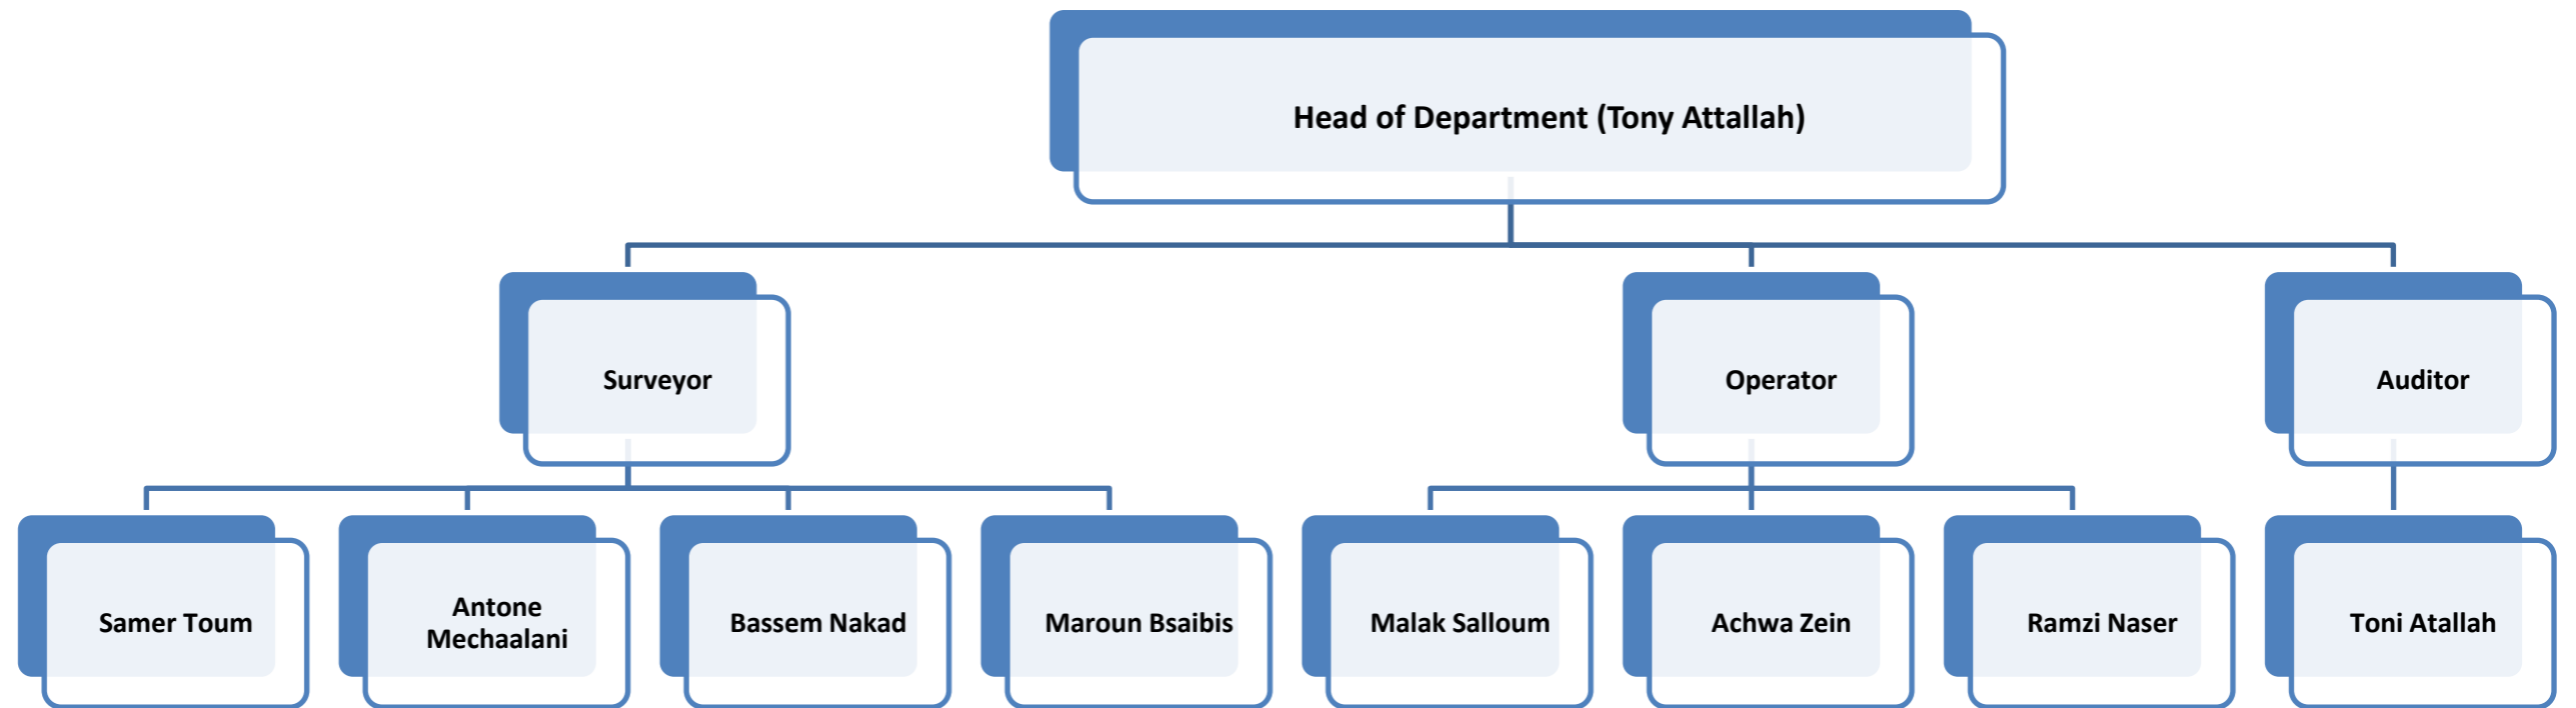 Head of Department (Tony Attallah)
Surveyor
Operator
Auditor
Samer Toum
Antone
Mechaalani
Bassem Nakad
Maroun Bsaibis
Malak Salloum
Achwa Zein
Ramzi Naser
Toni Atallah